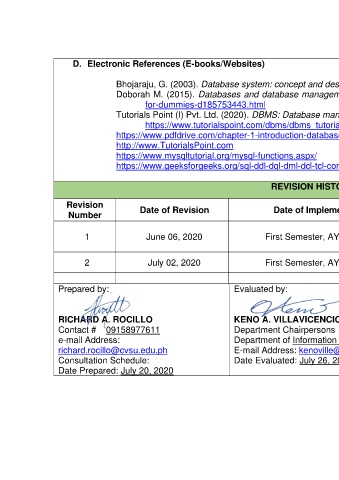 D. Electronic References (E-books/Websites)
Bhojaraju, G. (2003). Database system: concept and des
Doborah M. (2015). Databases and database managem
for-dummies-d185753443.html
Tutorials Point (I) Pvt. Ltd. (2020). DBMS: Database man
https://www.tutorialspoint.com/dbms/dbms_tutoria
https://www.pdfdrive.com/chapter-1-introduction-database
http://www.TutorialsPoint.com
https://www.mysqltutorial.org/mysql-functions.aspx/
https://www.geeksforgeeks.org/sql-ddl-dql-dml-dcl-tcl-con
REVISION HISTO
Revision Number Date of Revision Date of Impleme
1 June 06, 2020 First Semester, AY
2 July 02, 2020 First Semester, AY
Prepared by: Evaluated by:
RICHARD A. ROCILLO KENO A. VILLAVICENCIO
Contact # 09158977611 Department Chairpersons
e-mail Address: Department of Information
richard.rocillo@cvsu.edu.ph E-mail Address: kenoville@
Consultation Schedule: Date Evaluated: July 26, 20
Date Prepared: July 20, 2020